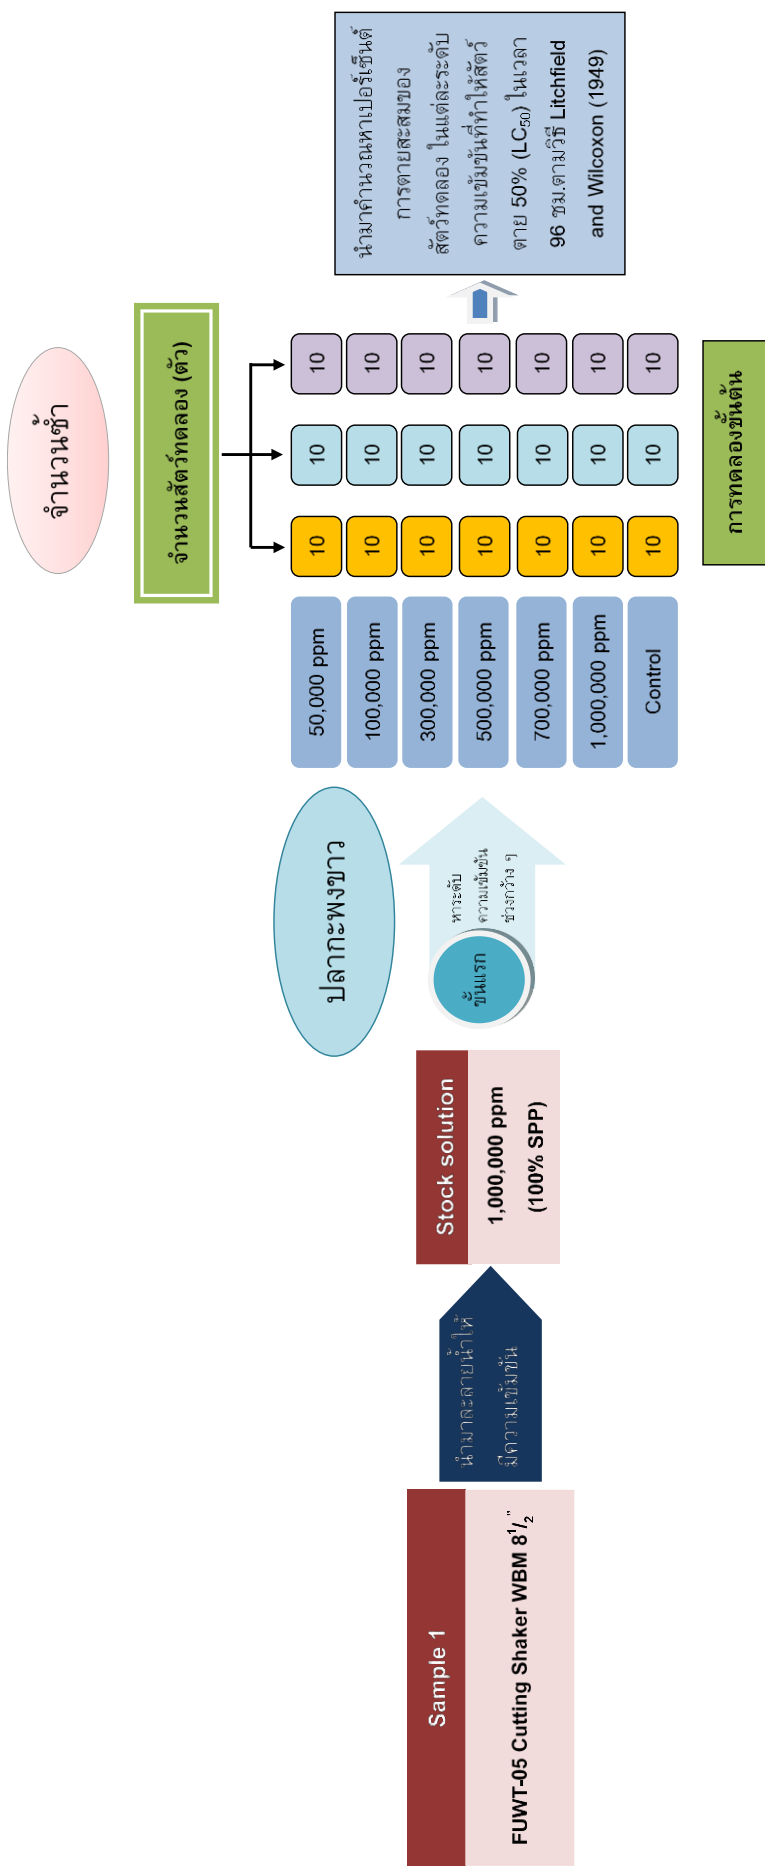 จำนวนซ้ำ
จำนวนสัตว์ทดลอง (ตัว)
ปลากะพงขาว
Sample 1
FUWT-05 Cutting Shaker WBM 8 1/2"
นำมาละลายน้ำให้
มีความเข้มข้น
Stock solution
1,000,000 ppm
(100% SPP)
ขั้นแรก
หาระดับ
ความเข้มข้น
ช่วงกว้าง ๆ
50,000 ppm 10 10 10
100,000 ppm 10 10 10
300,000 ppm 10 10 10
500,000 ppm 10 10 10
700,000 ppm 10 10 10
1,000,000 ppm 10 10 10
Control 10 10 10
นำมาคำนวณหาเปอร์เซ็นต์
การตายสะสมของ
สัตว์ทดลอง ในแต่ละระดับ
ความเข้มข้นที่ทำให้สัตว์
ตาย 50% (LC50) ในเวลา
96 ชม.ตามวิธี Litchfield
and Wilcoxon (1949)
การทดลองขั้นต้น